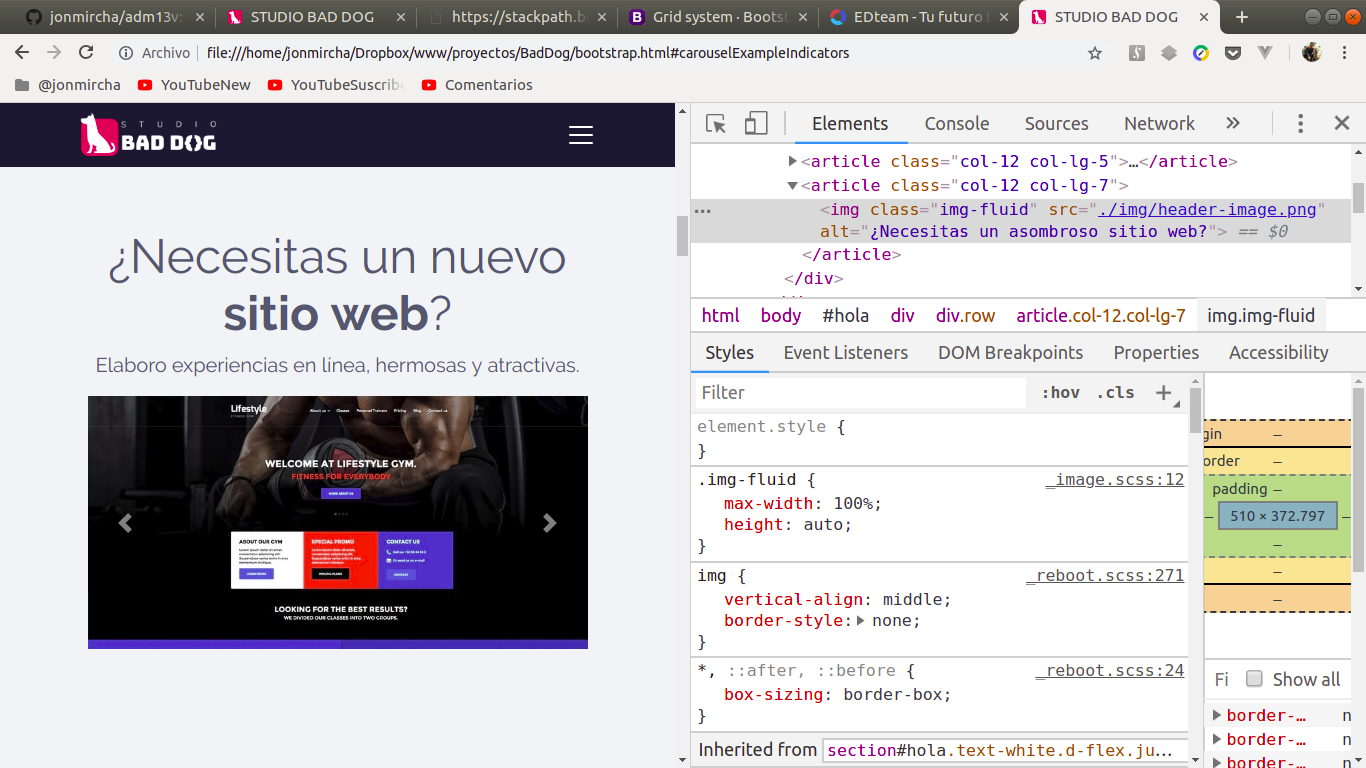 jonmircha/adm13v
STUDIO BAD DOG
https://stackpath.b
Grid system · Bootst
EDteam - Tu futuro
STUDIO BAD DOG
Archivo
file:///home/jonmircha/Dropbox/www/proyectos/BadDog/bootstrap.html#carouselExampleIndicators
@jonmircha
YouTubeNew
YouTubeSuscrib
Comentarios
STUDIO
BAD DOG
¿Necesitas un nuevo
sitio web?
Elaboro experiencias en línea, hermosas y atractivas.
Lifestyle
About us
Classes
Personal Trainers
Pricing
Blog
Contact us
WELCOME AT LIFESTYLE GYM.
FITNESS FOR EVERYBODY
MORE ABOUT US
ABOUT OUR GYM
SPECIAL PROMO
CONTACT US
Or send us an e-mail
CONTACT
LOOKING FOR THE BEST RESULTS?
WE DIVIDED OUR CLASSES INTO TWO GROUPS.
Elements
Console
Sources
Network
»
<article class="col-12 col-lg-5">…</article>
<article class="col-12 col-lg-7">
<img class="img-fluid" src="./img/header-image.png"
alt="¿Necesitas un asombroso sitio web?"> == $0
</article>
</div>
html body #hola div div.row article.col-12.col-lg-7 img.img-fluid
Styles
Event Listeners
DOM Breakpoints
Properties
Accessibility
Filter
:hov .cls +
element.style {
}
.img-fluid {
_image.scss:12
max-width: 100%;
height: auto;
}
img {
_reboot.scss:271
vertical-align: middle;
border-style: none;
}
*, ::after, ::before {
_reboot.scss:24
box-sizing: border-box;
}
Inherited from section#hola.text-white.d-flex.ju…
gin –
order –
padding –
– 510 × 372.797 –
–
–
–
Fi
Show all
border-… n
border-… n
border-… n